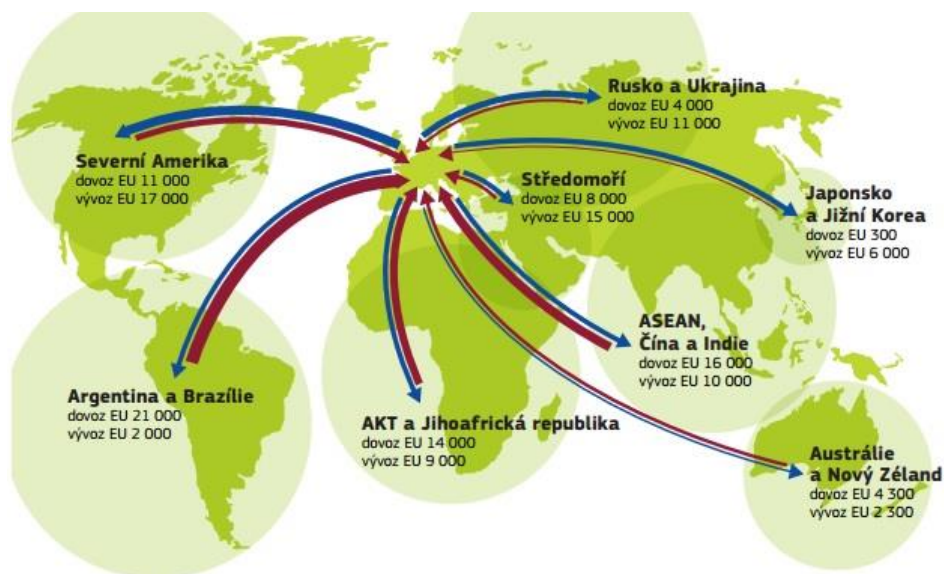 Rusko a Ukrajina
dovoz EU 4 000
vývoz EU 11 000
Severní Amerika
dovoz EU 11 000
vývoz EU 17 000
Středomoří
dovoz EU 8 000
vývoz EU 15 000
Japonsko
a Jižní Korea
dovoz EU 300
vývoz EU 6 000
ASEAN,
Čína a Indie
dovoz EU 16 000
vývoz EU 10 000
Argentina a Brazílie
dovoz EU 21 000
vývoz EU 2 000
AKT a Jihoafrická republika
dovoz EU 14 000
vývoz EU 9 000
Austrálie
a Nový Zéland
dovoz EU 4 300
vývoz EU 2 300